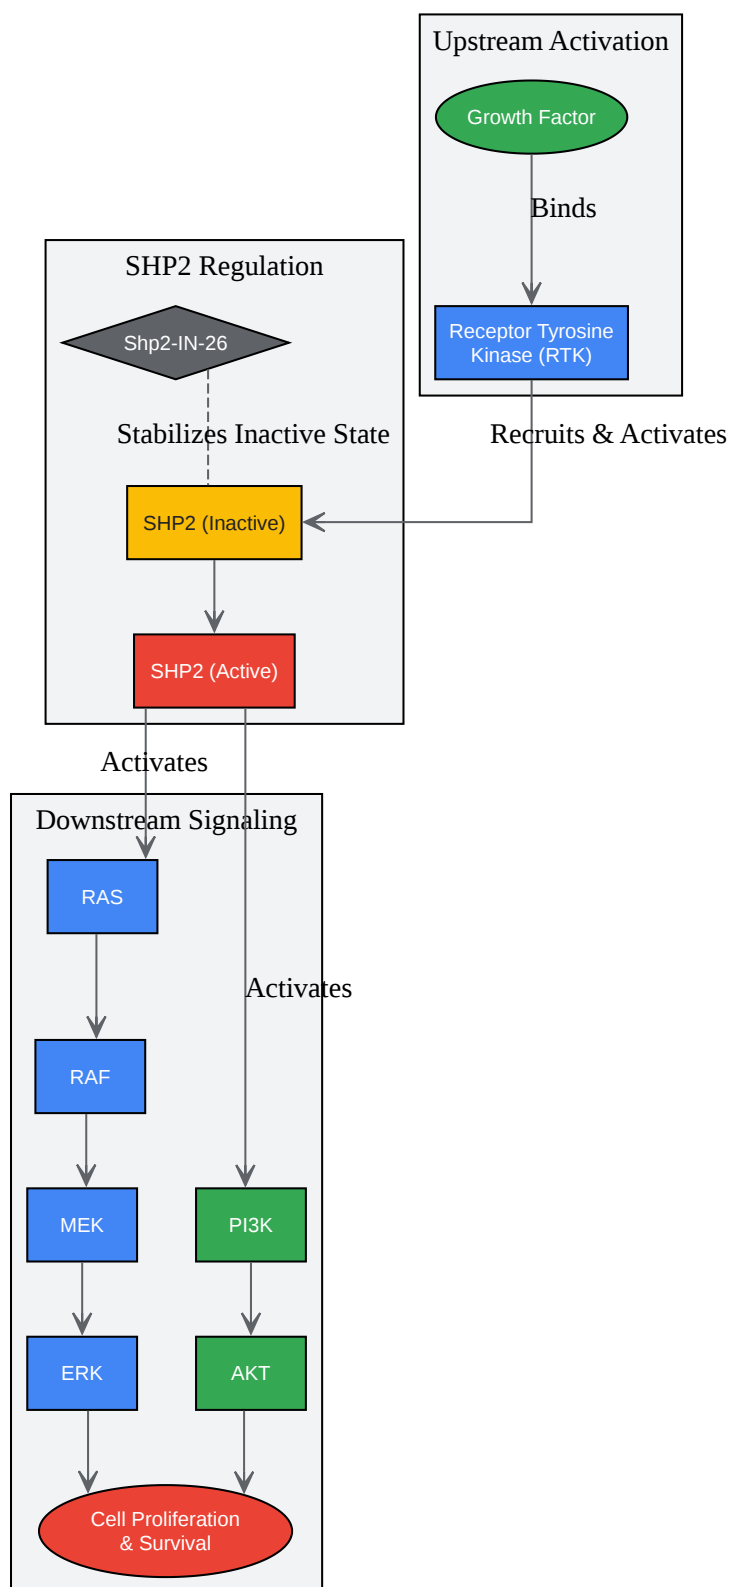 Upstream Activation
Growth Factor
Binds
SHP2 Regulation
Shp2-IN-26
Receptor Tyrosine
Kinase (RTK)
Stabilizes Inactive State
Recruits & Activates
SHP2 (Inactive)
SHP2 (Active)
Activates
Downstream Signaling
RAS
Activates
RAF
MEK
PI3K
ERK
AKT
Cell Proliferation
& Survival